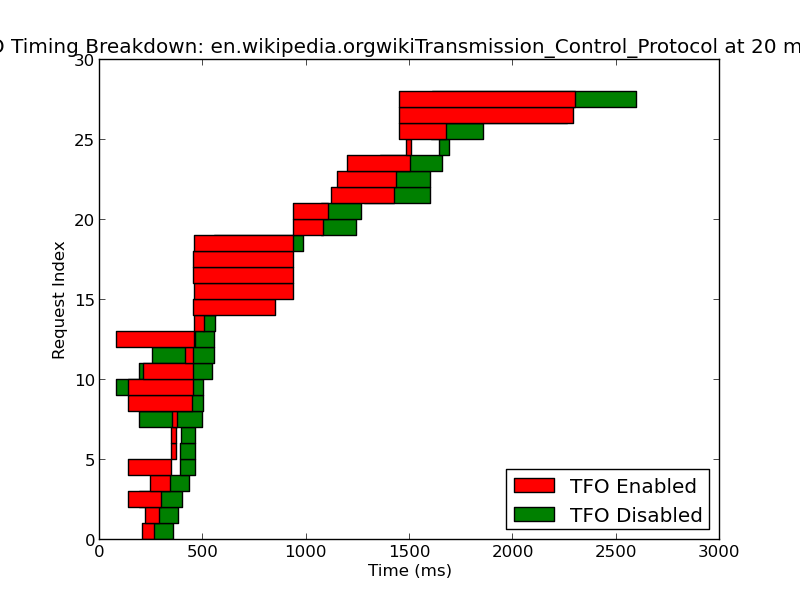 Timing Breakdown: en.wikipedia.orgwikiTransmission_Control_Protocol at 20 m
30
25
20
15
10
5
0
Request Index
TFO Enabled
TFO Disabled
0 500 1000 1500 2000 2500 3000
Time (ms)